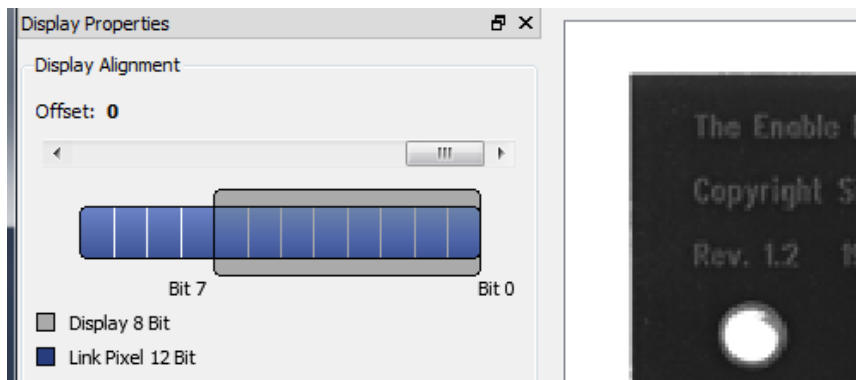 Display Properties
Display Alignment
Offset: 0
Bit 7 Bit 0
Display 8 Bit
Link Pixel 12 Bit
The Enable
Copyright
Rev. 1.2